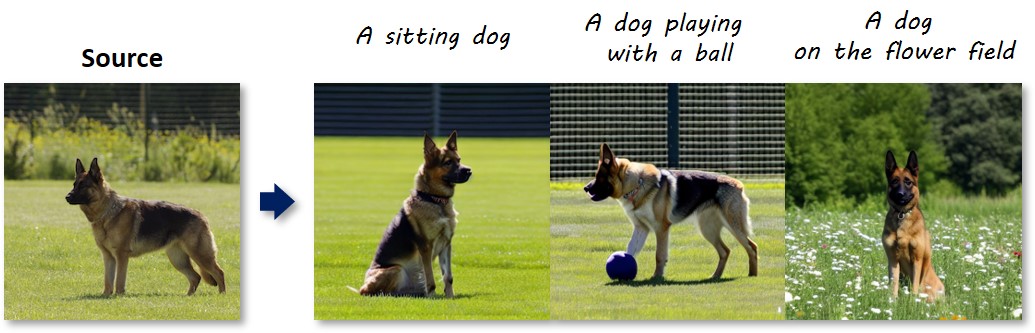 Source
A sitting dog
A dog playing
with a ball
A dog
on the flower field